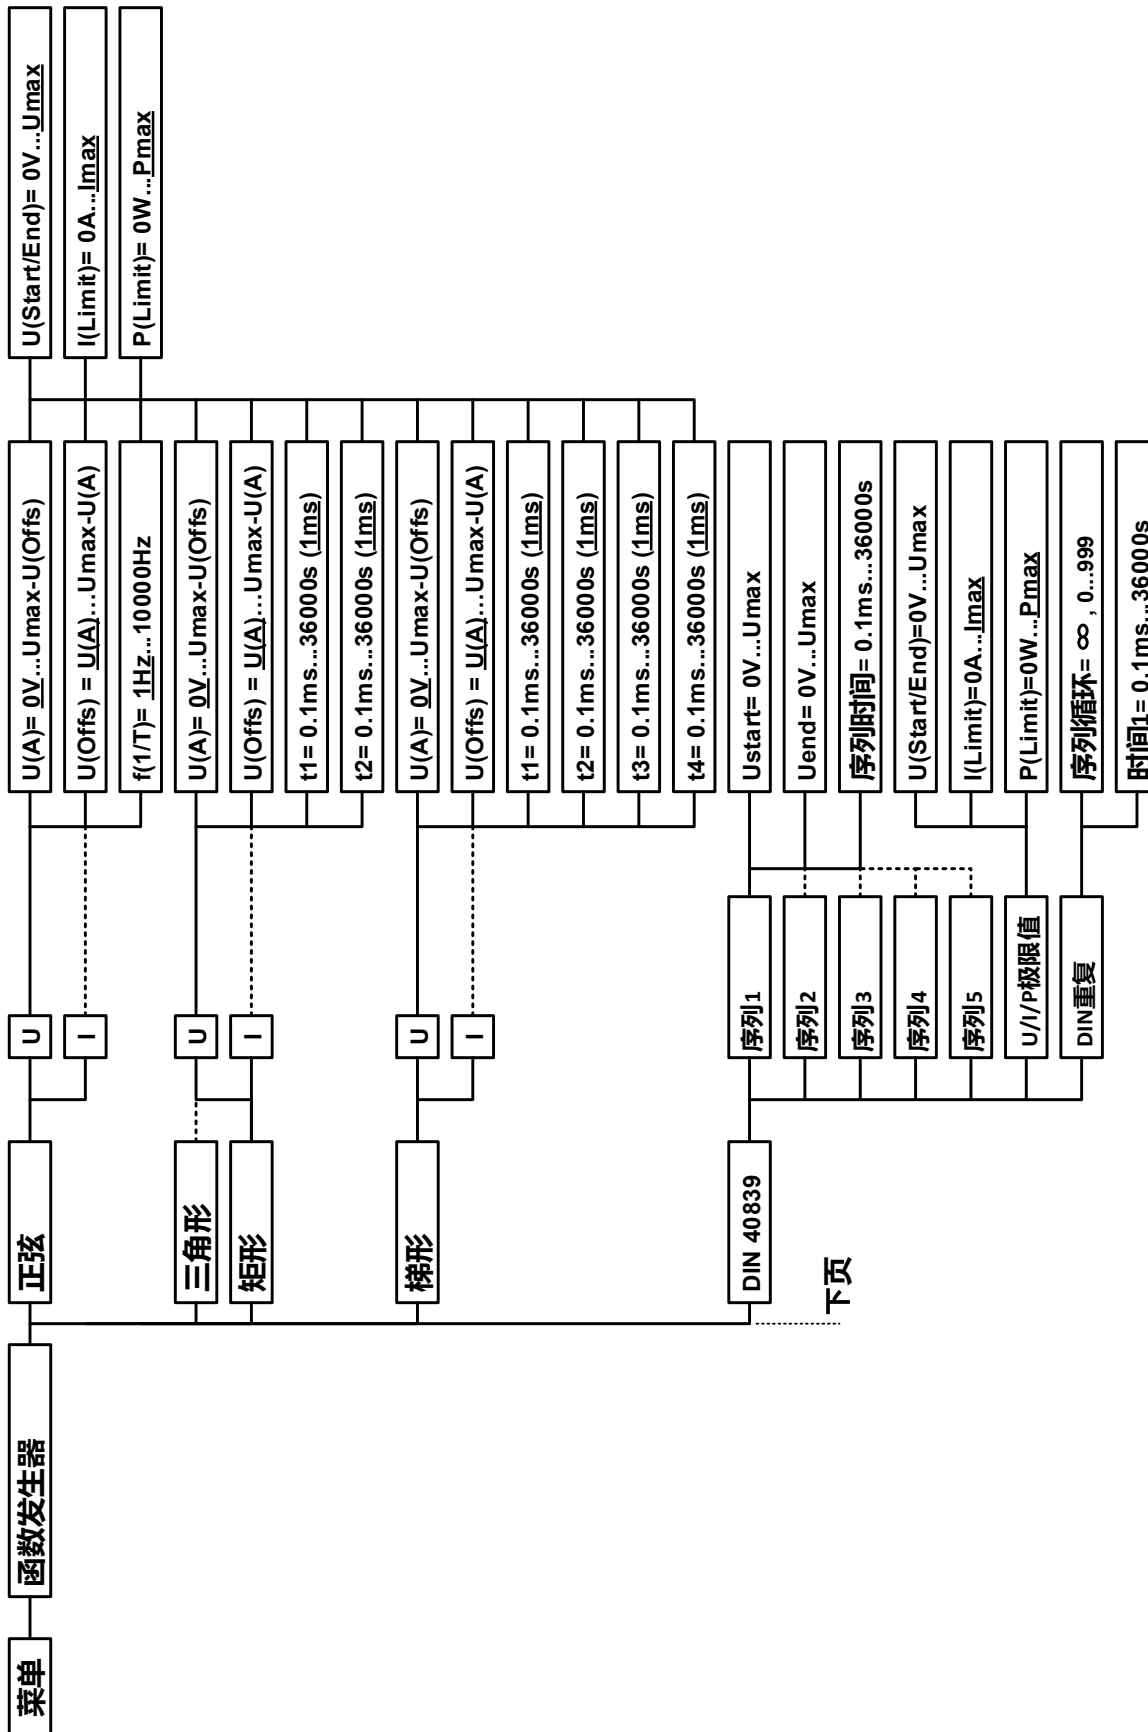 菜单
函数发生器
正弦
U
I
U(A)= 0V...Umax-U(Offs)
U(Offs) = U(A)...Umax-U(A)
f(1/T)= 1Hz...10000Hz
U(Start/End)= 0V...Umax
I(Limit)= 0A...Imax
P(Limit)= 0W...Pmax
三角形
矩形
U
I
U(A)= 0V...Umax-U(Offs)
U(Offs) = U(A)...Umax-U(A)
t1= 0.1ms...36000s (1ms)
t2= 0.1ms...36000s (1ms)
梯形
U
I
U(A)= 0V...Umax-U(Offs)
U(Offs) = U(A)...Umax-U(A)
t1= 0.1ms...36000s (1ms)
t2= 0.1ms...36000s (1ms)
t3= 0.1ms...36000s (1ms)
t4= 0.1ms...36000s (1ms)
DIN 40839
序列1
序列2
序列3
序列4
序列5
U/I/P极限值
DIN重复
Ustart= 0V...Umax
Uend= 0V...Umax
序列时间= 0.1ms...36000s
U(Start/End)=0V...Umax
I(Limit)=0A...Imax
P(Limit)=0W...Pmax
序列循环= ∞ , 0...999
时间1= 0.1ms...36000s
下页